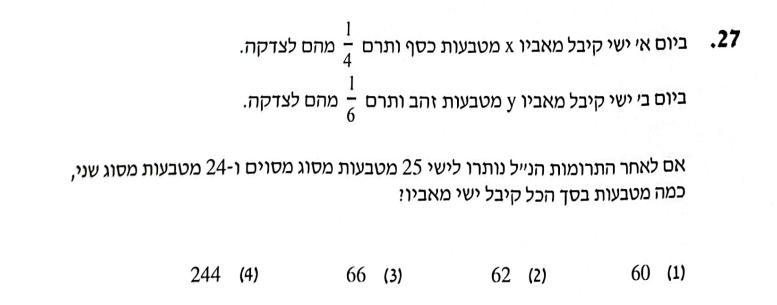 27. ביום א׳ ישי קיבל מאביו x מטבעות כסף ותרם 1/4 מהם לצדקה.
ביום ב׳ ישי קיבל מאביו y מטבעות זהב ותרם 1/6 מהם לצדקה.
אם לאחר התרומות הנ״ל נותרו לישי 25 מטבעות מסוג מסוים ו-24 מטבעות מסוג שני,
כמה מטבעות בסך הכל קיבל ישי מאביו?
(1) 60 (2) 62 (3) 66 (4) 244